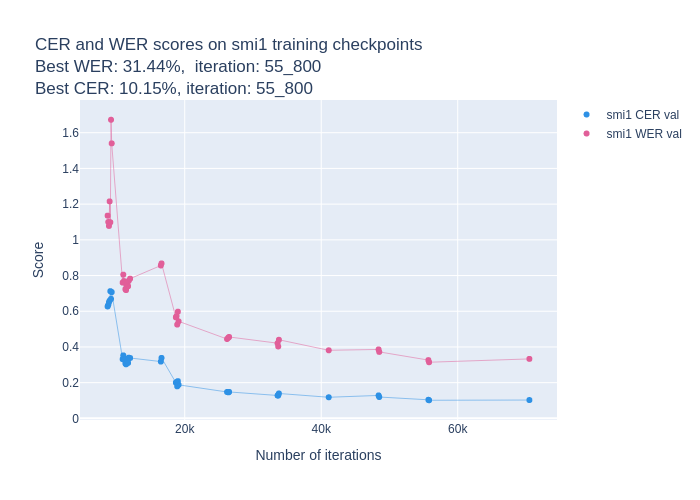 CER and WER scores on smi1 training checkpoints
Best WER: 31.44%,  iteration: 55_800
Best CER: 10.15%, iteration: 55_800
smi1 CER val
smi1 WER val
1.6
1.4
1.2
1
0.8
0.6
0.4
0.2
0
Score
20k
40k
60k
Number of iterations